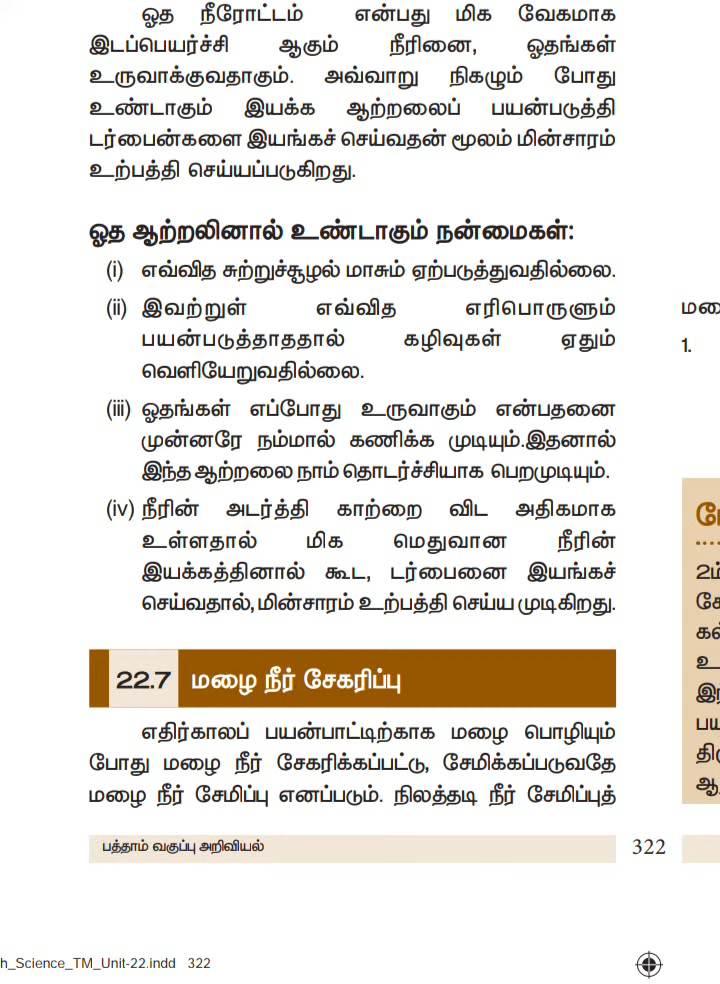 ஓத நீரோட்டம் என்பது மிக வேகமாக
இடப்பெயர்ச்சி ஆகும் நீரினை, ஓதங்கள்
உருவாக்குவதாகும். அவ்வாறு நிகழும் போது
உண்டாகும் இயக்க ஆற்றலைப் பயன்படுத்தி
டர்பைன்களை இயங்கச் செய்வதன் மூலம் மின்சாரம்
உற்பத்தி செய்யப்படுகிறது.
ஓத ஆற்றலினால் உண்டாகும் நன்மைகள்:
(i) எவ்வித சுற்றுச்சூழல் மாசும் ஏற்படுத்துவதில்லை.
(ii) இவற்றுள் எவ்வித எரிபொருளும்
பயன்படுத்தாததால் கழிவுகள் ஏதும்
வெளியேறுவதில்லை.
(iii) ஓதங்கள் எப்போது உருவாகும் என்பதனை
முன்னரே நம்மால் கணிக்க முடியும்.இதனால்
இந்த ஆற்றலை நாம் தொடர்ச்சியாக பெறமுடியும்.
(iv) நீரின் அடர்த்தி காற்றை விட அதிகமாக
உள்ளதால் மிக மெதுவான நீரின்
இயக்கத்தினால் கூட, டர்பைனை இயங்கச்
செய்வதால், மின்சாரம் உற்பத்தி செய்ய முடிகிறது.
22.7 மழை நீர் சேகரிப்பு
எதிர்காலப் பயன்பாட்டிற்காக மழை பொழியும்
போது மழை நீர் சேகரிக்கப்பட்டு, சேமிக்கப்படுவதே
மழை நீர் சேமிப்பு எனப்படும். நிலத்தடி நீர் சேமிப்புத்
பத்தாம் வகுப்பு அறிவியல்
322
h_Science_TM_Unit-22.indd 322
1.